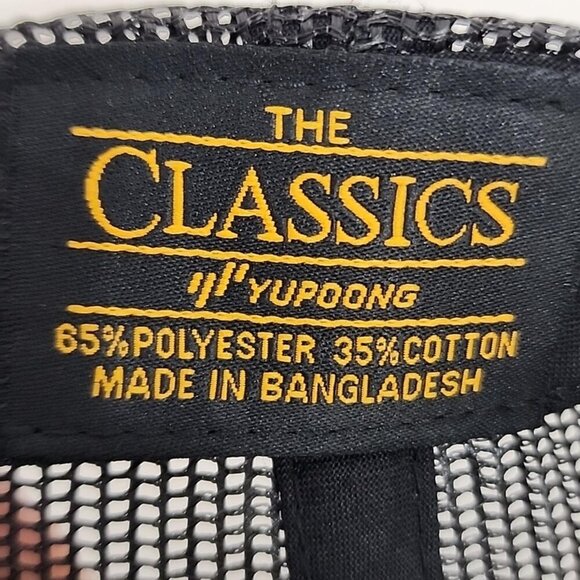 THE
CLASSICS
YUPOONG
65% POLYESTER 35% COTTON
MADE IN BANGLADESH